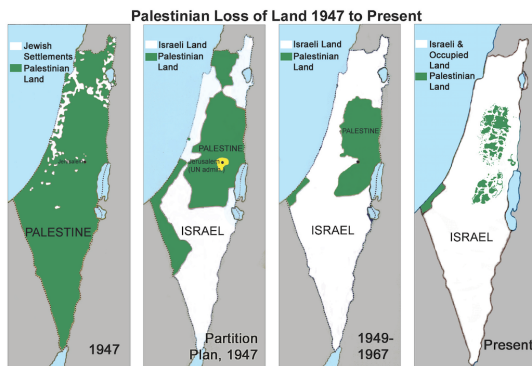 Palestinian Loss of Land 1947 to Present
Jewish
Settlements
Palestinian
Land
Jerusalem
PALESTINE
1947
Israeli Land
Palestinian
Land
PALESTINE
Jerusalem
(UN admin.)
ISRAEL
Partition
Plan, 1947
Israeli Land
Palestinian
Land
PALESTINE
ISRAEL
1949-
1967
Israeli &
Occupied
Land
Palestinian
Land
ISRAEL
Present